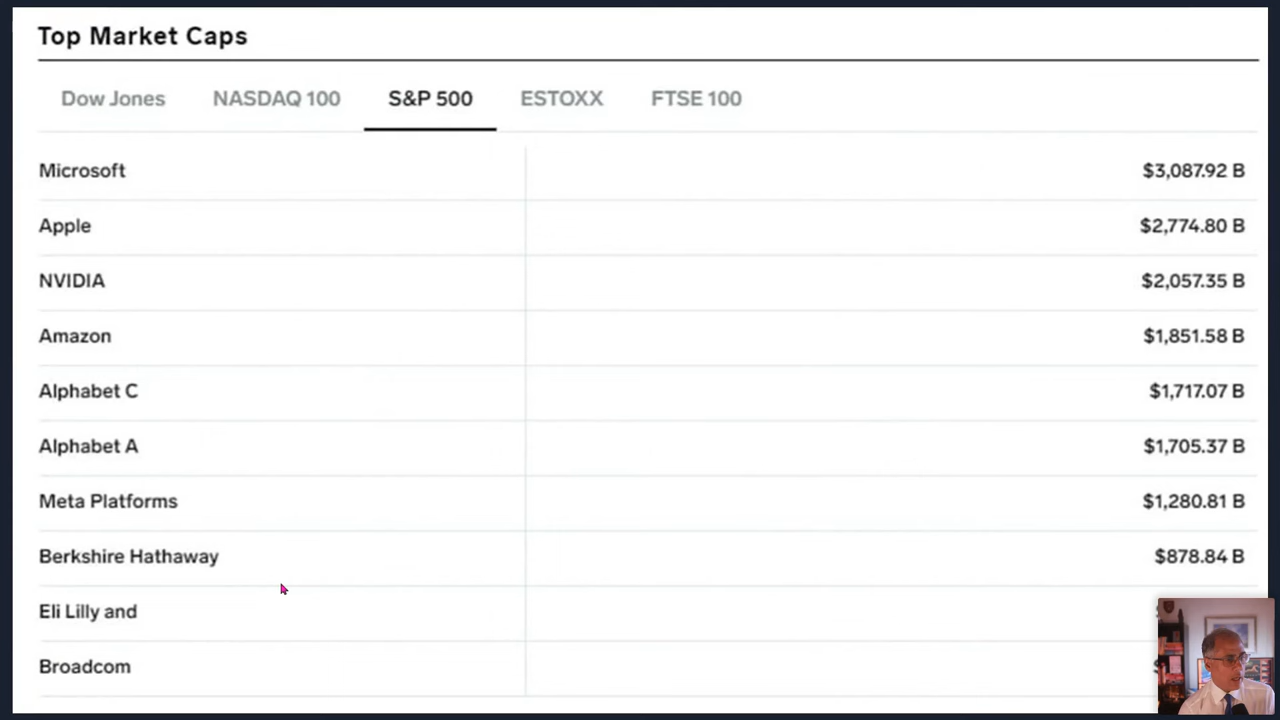 Top Market Caps
Dow Jones NASDAQ 100 S&P 500 ESTOXX FTSE 100
Microsoft $3,087.92 B
Apple $2,774.80 B
NVIDIA $2,057.35 B
Amazon $1,851.58 B
Alphabet C $1,717.07 B
Alphabet A $1,705.37 B
Meta Platforms $1,280.81 B
Berkshire Hathaway $878.84 B
Eli Lilly and
Broadcom